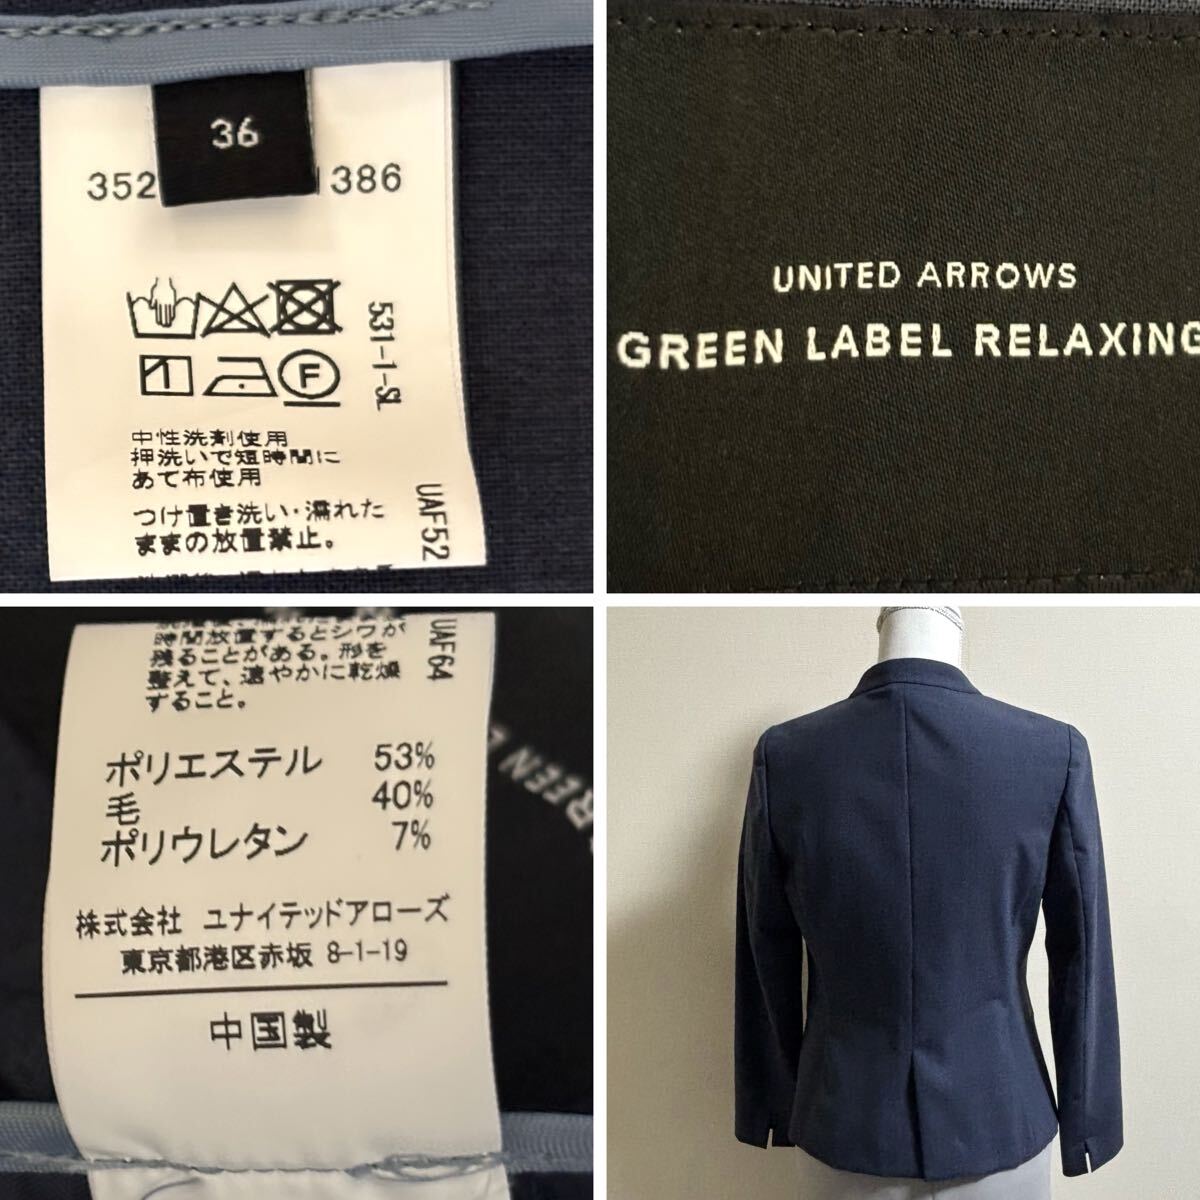 36
352 1386
531-1-SL
F
中性洗剤使用
押洗いで短時間に
あて布使用
つけ置き洗い・濡れた
ままの放置禁止。
UAF52
UNITED ARROWS
GREEN LABEL RELAXING
時間放置するとシワが
残ることがある。形を
整えて、速やかに乾燥
すること。
UAF64
ポリエステル 53%
毛 40%
ポリウレタン 7%
株式会社 ユナイテッドアローズ
東京都港区赤坂 8-1-19
中国製
REEN L